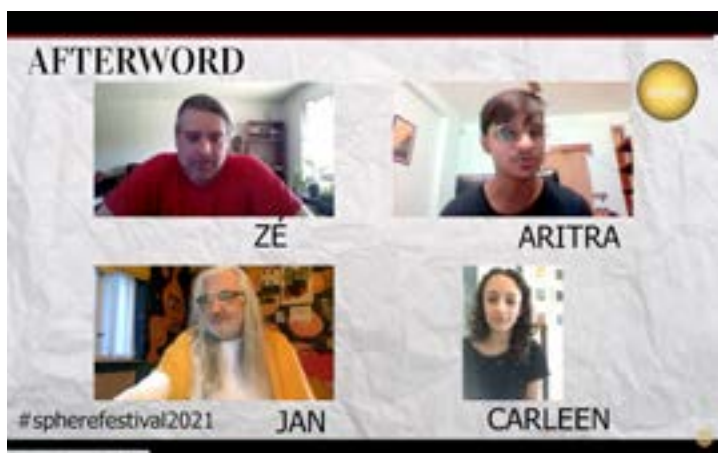 AFTERWORD
ZÉ
ARITRA
#spherefestival2021
JAN
CARLEEN